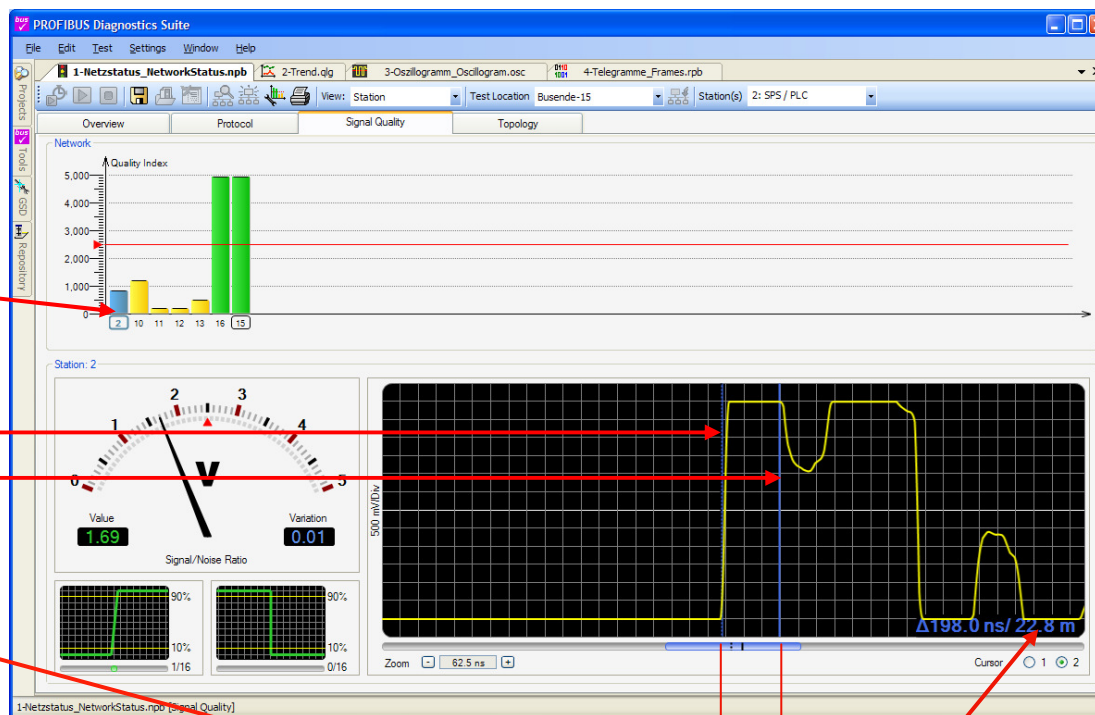 bus PROFIBUS Diagnostics Suite
File Edit Test Settings Window Help
1-Netzstatus_NetworkStatus.npb 2-Trend.qlg 3-Oszillogramm_Oscillogram.osc 4-Telegramme_Frames.rpb
View: Station Test Location Busende-15 Station(s) 2: SPS / PLC
Projects
bus Tools
GSD
Repository
Overview Protocol Signal Quality Topology
Network
Quality Index
5,000
4,000
3,000
2,000
1,000
0
2 10 11 12 13 16 15
Station: 2
0 1 2 3 4 5
V
Value Variation
1.69 0.01
Signal/Noise Ratio
90%
10%
1/16
90%
10%
0/16
500 mV/Div
Δ198.0 ns/ 22.8 m
Zoom - 62.5 ns + Cursor 1 2
1-Netzstatus_NetworkStatus.npb [Signal Quality]